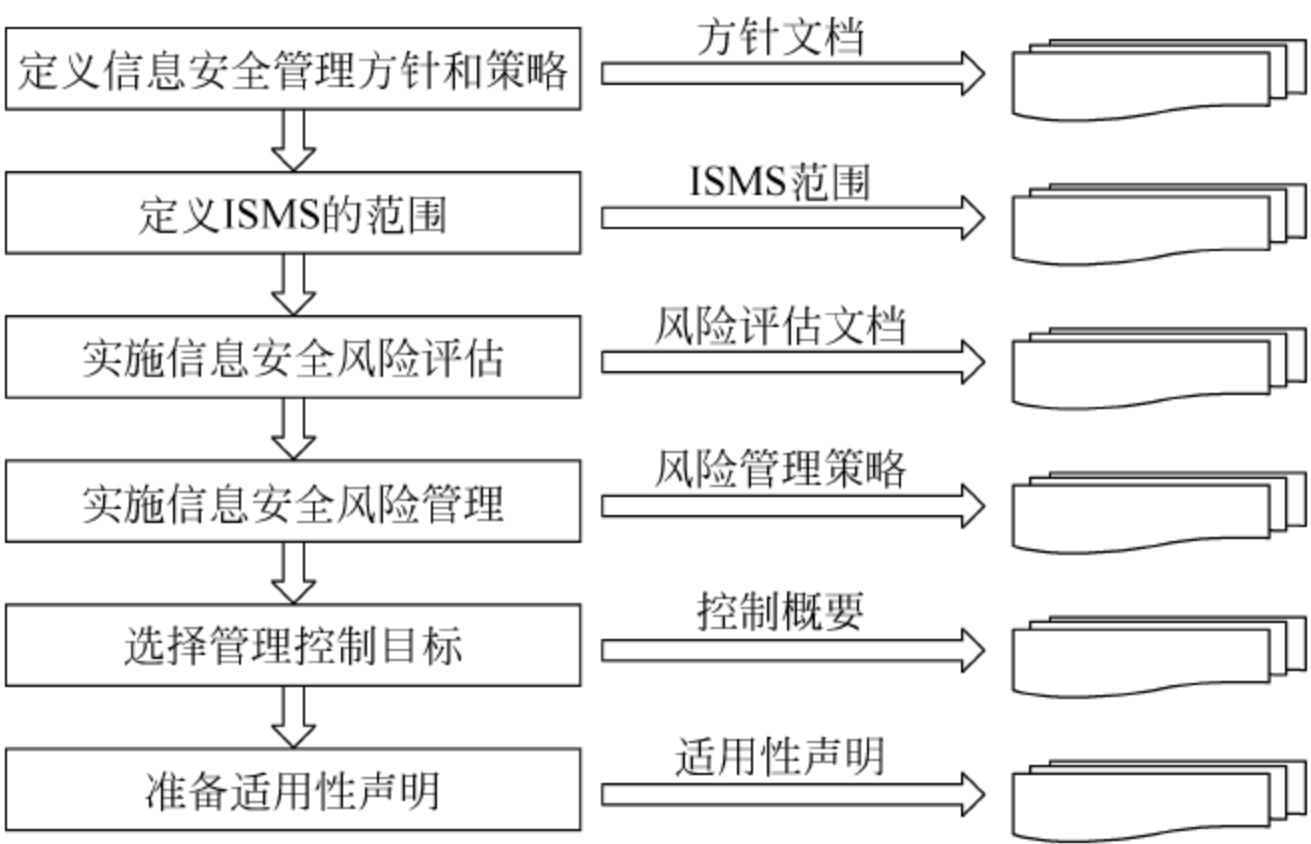 定义信息安全管理方针和策略
方针文档
定义ISMS的范围
ISMS范围
实施信息安全风险评估
风险评估文档
实施信息安全风险管理
风险管理策略
选择管理控制目标
控制概要
准备适用性声明
适用性声明